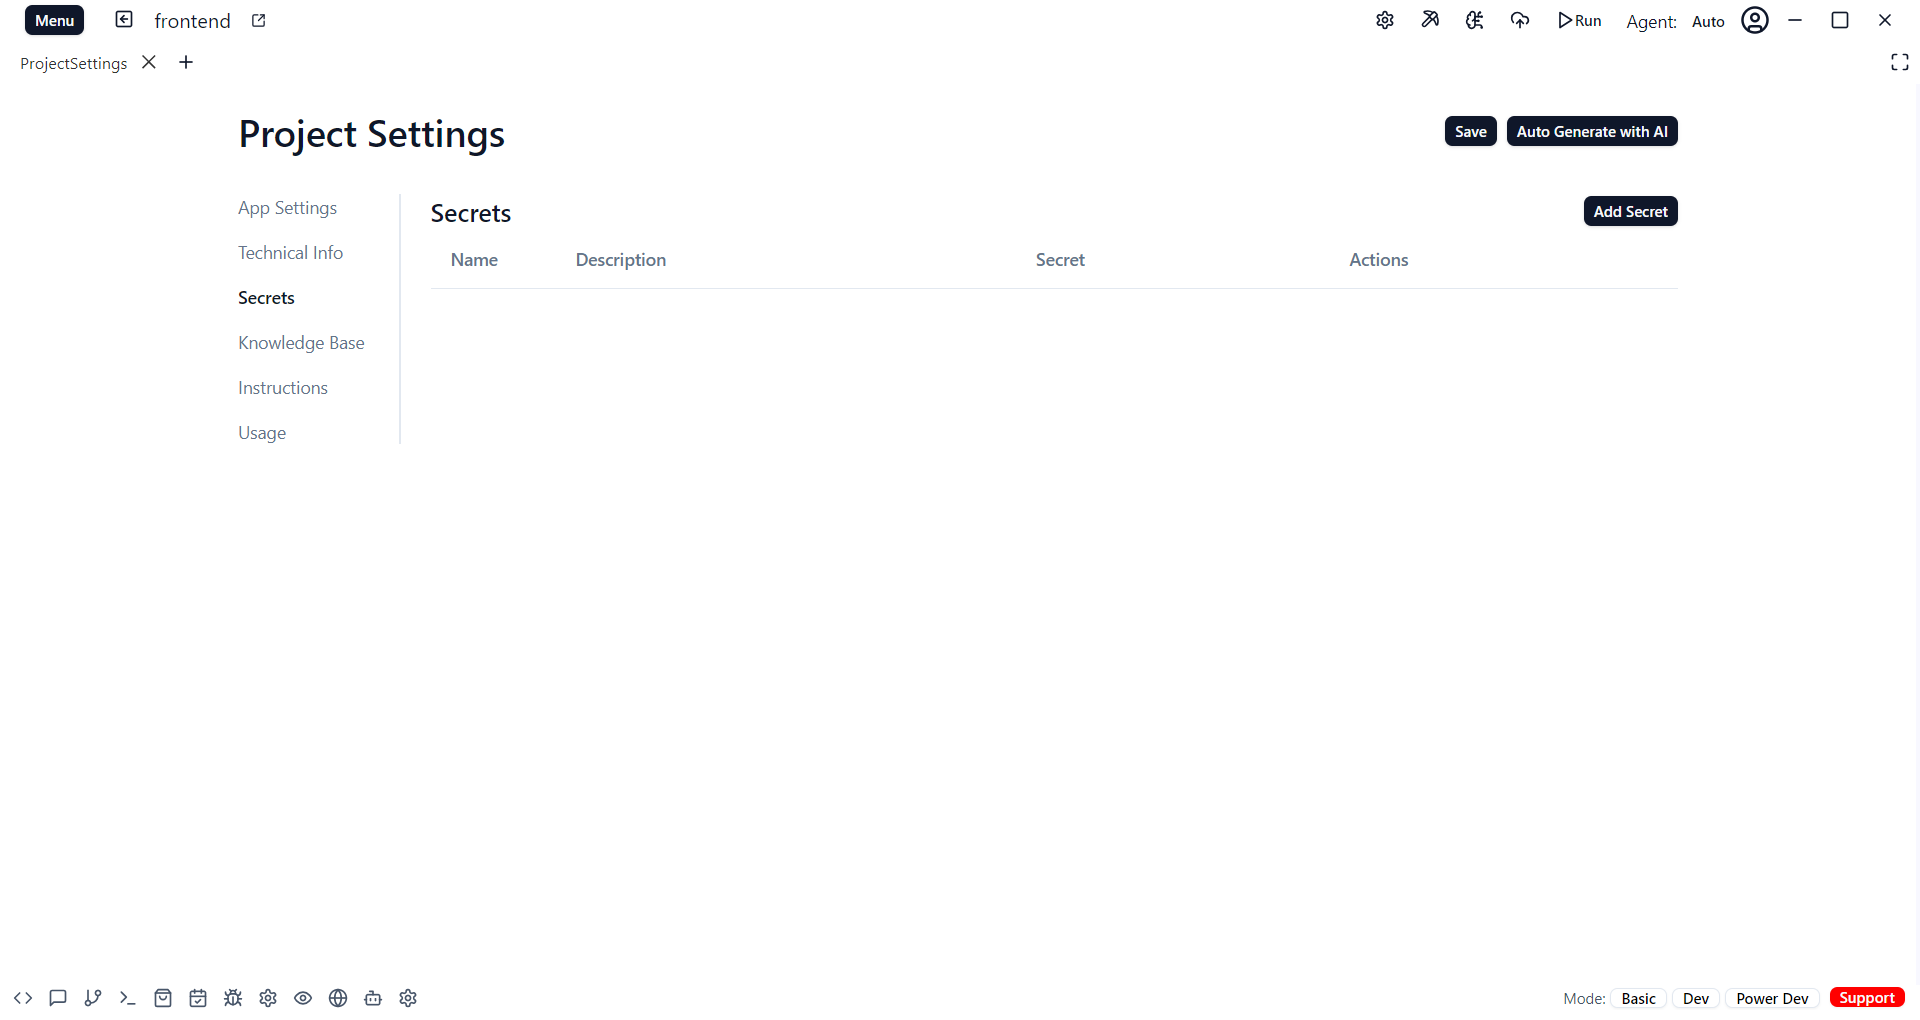 Menu frontend Run Agent: Auto
ProjectSettings
Project Settings Save Auto Generate with AI
App Settings
Technical Info
Secrets
Knowledge Base
Instructions
Usage
Secrets Add Secret
Name Description Secret Actions
Mode: Basic Dev Power Dev Support